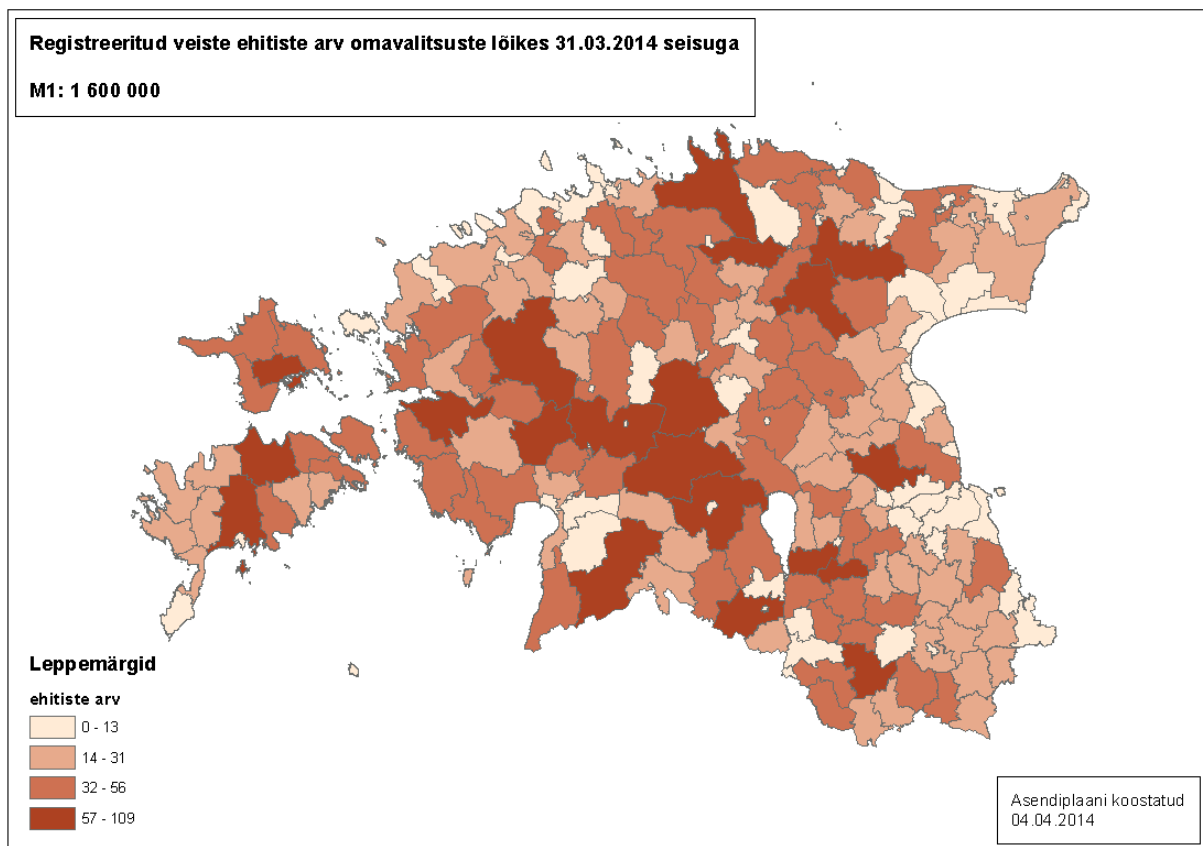 Registreeritud veiste ehitiste arv omavalitsuste lõikes 31.03.2014 seisuga
M1: 1 600 000
Leppemärgid
ehitiste arv
0 - 13
14 - 31
32 - 56
57 - 109
Asendiplaani koostatud
04.04.2014